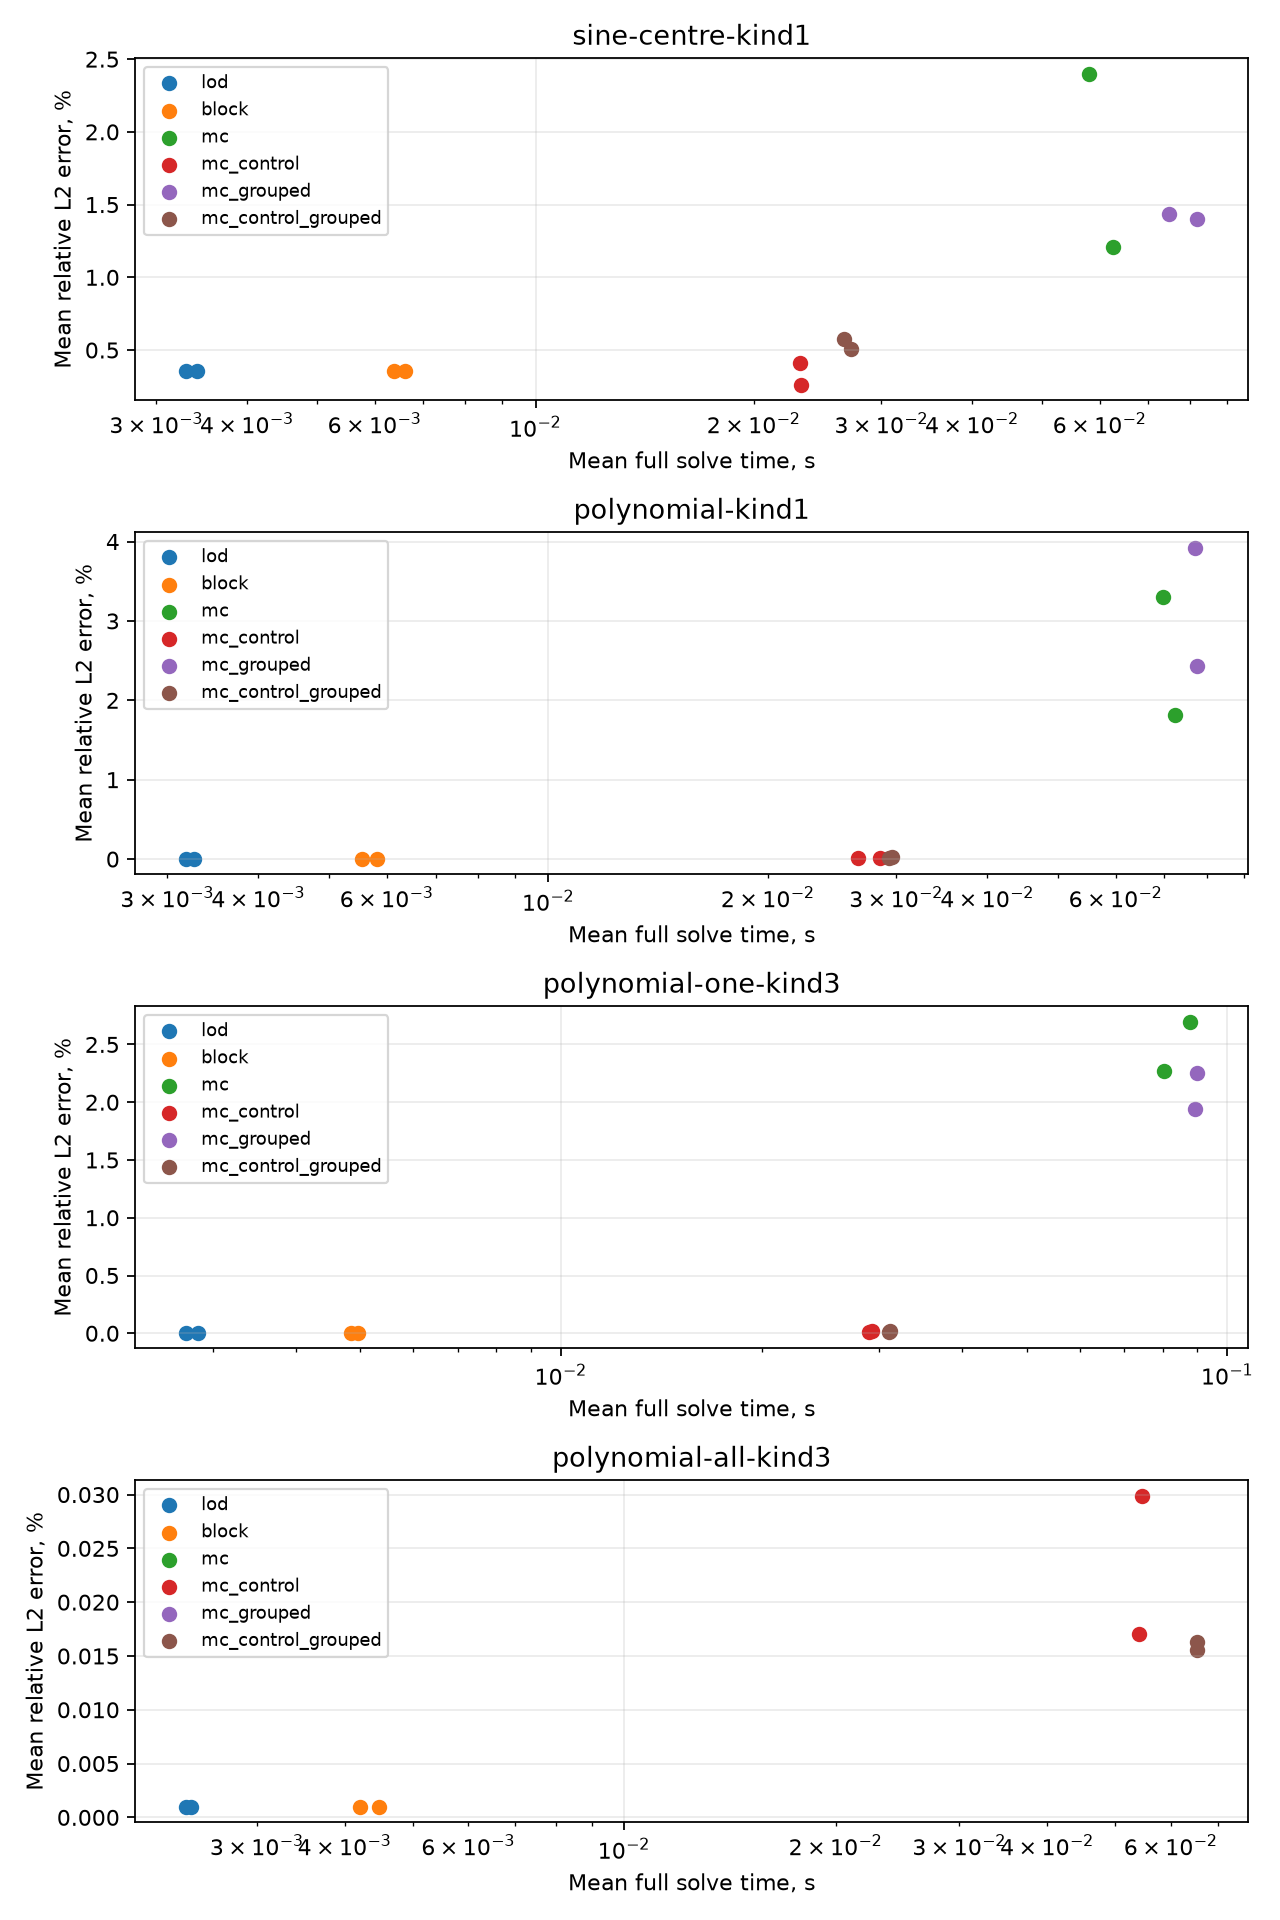 sine-centre-kind1
Mean relative L2 error, %
2.5
2.0
1.5
1.0
0.5
lod
block
mc
mc_control
mc_grouped
mc_control_grouped
3 × 10⁻³ 4 × 10⁻³ 6 × 10⁻³ 10⁻² 2 × 10⁻² 3 × 10⁻² 4 × 10⁻² 6 × 10⁻²
Mean full solve time, s
polynomial-kind1
Mean relative L2 error, %
4
3
2
1
0
lod
block
mc
mc_control
mc_grouped
mc_control_grouped
3 × 10⁻³ 4 × 10⁻³ 6 × 10⁻³ 10⁻² 2 × 10⁻² 3 × 10⁻² 4 × 10⁻² 6 × 10⁻²
Mean full solve time, s
polynomial-one-kind3
Mean relative L2 error, %
2.5
2.0
1.5
1.0
0.5
0.0
lod
block
mc
mc_control
mc_grouped
mc_control_grouped
10⁻² 10⁻¹
Mean full solve time, s
polynomial-all-kind3
Mean relative L2 error, %
0.030
0.025
0.020
0.015
0.010
0.005
0.000
lod
block
mc
mc_control
mc_grouped
mc_control_grouped
3 × 10⁻³ 4 × 10⁻³ 6 × 10⁻³ 10⁻² 2 × 10⁻² 3 × 10⁻² 4 × 10⁻² 6 × 10⁻²
Mean full solve time, s